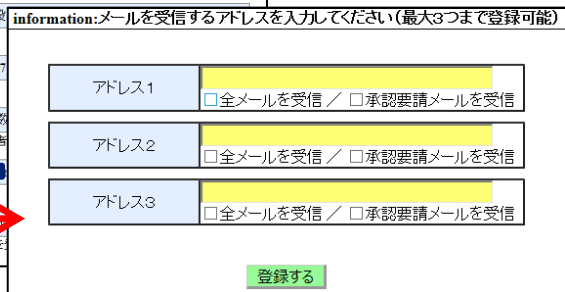 information:メールを受信するアドレスを入力してください(最大3つまで登録可能)
アドレス1
□全メールを受信 ／ □承認要請メールを受信
アドレス2
□全メールを受信 ／ □承認要請メールを受信
アドレス3
□全メールを受信 ／ □承認要請メールを受信
登録する